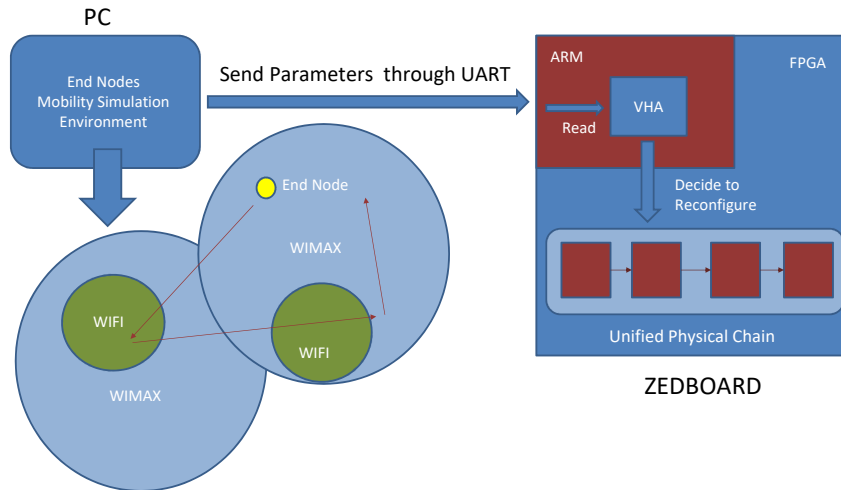 PC
End Nodes
Mobility Simulation
Environment
Send Parameters through UART
ARM
FPGA
VHA
Read
Decide to
Reconfigure
End Node
WIMAX
WIFI
WIFI
WIMAX
Unified Physical Chain
ZEDBOARD